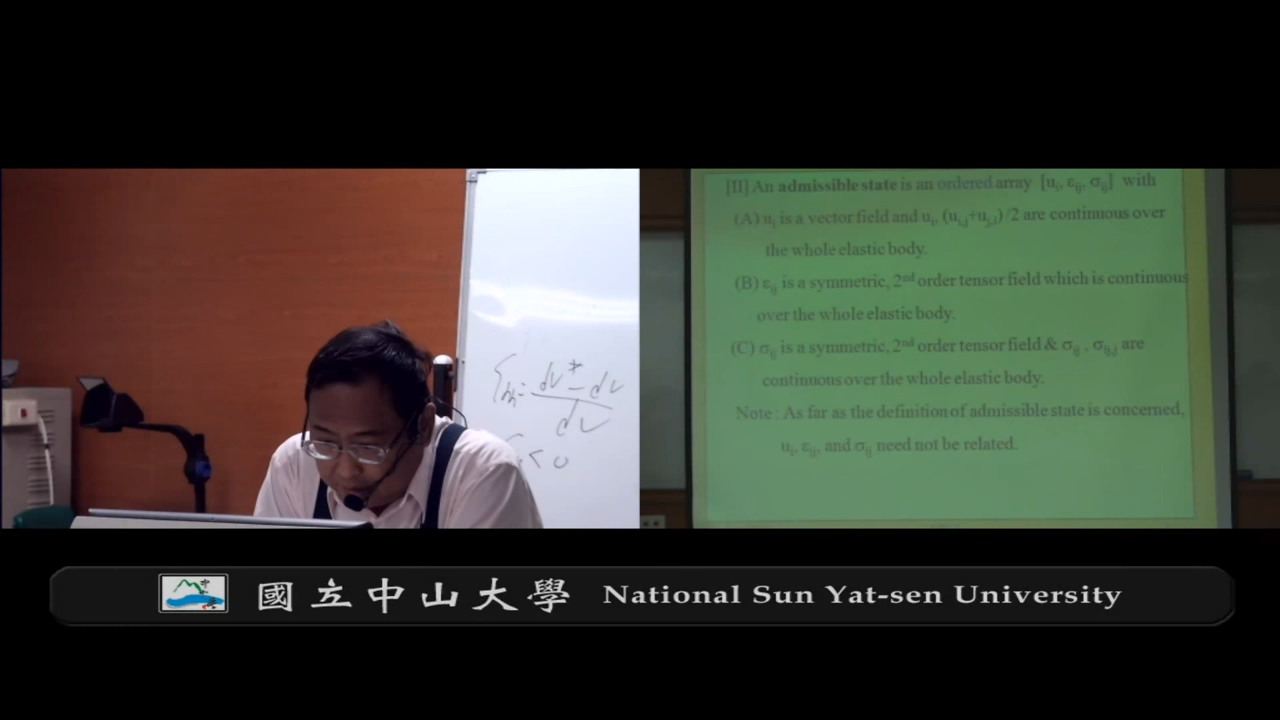 dV* - dV
dV
< 0
[II] An admissible state is an ordered array [uᵢ, εᵢⱼ, σᵢⱼ] with
(A) uᵢ is a vector field and uᵢ, (uᵢ,ⱼ+uⱼ,ᵢ)/2 are continuous over
the whole elastic body.
(B) εᵢⱼ is a symmetric, 2nd order tensor field which is continuous
over the whole elastic body.
(C) σᵢⱼ is a symmetric, 2nd order tensor field & σᵢⱼ , σᵢⱼ,ⱼ are
continuous over the whole elastic body.
Note : As far as the definition of admissible state is concerned,
uᵢ, εᵢⱼ, and σᵢⱼ need not be related.
國立中山大學 National Sun Yat-sen University